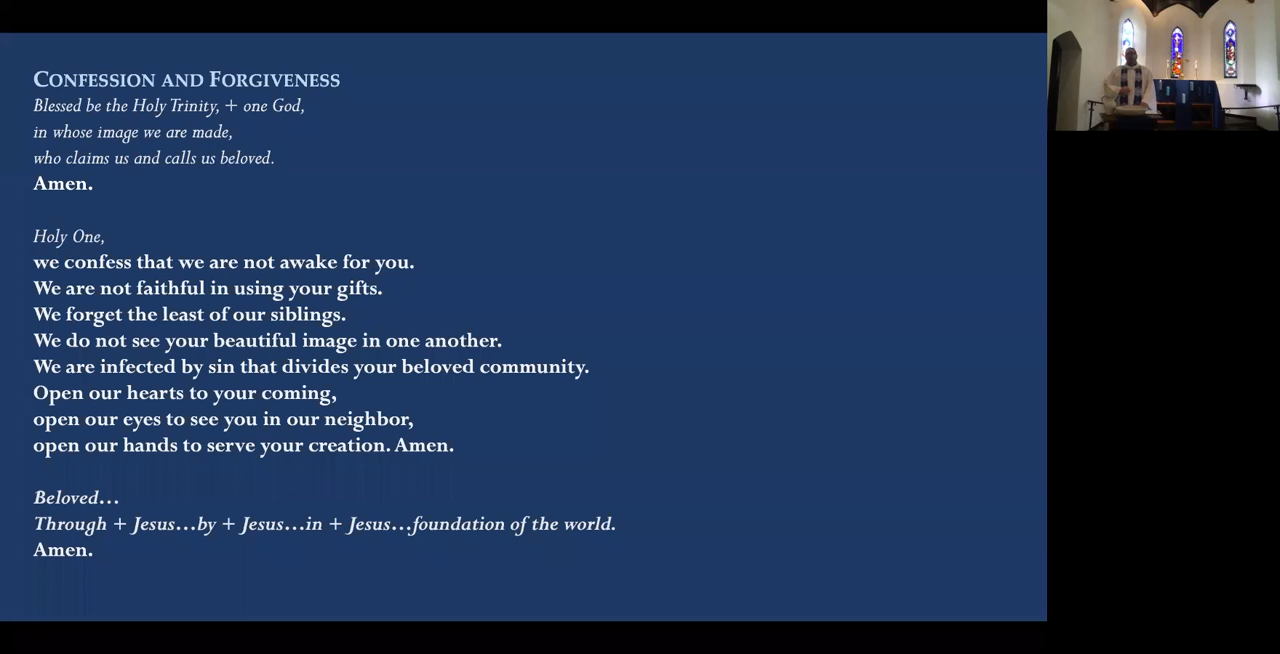 CONFESSION AND FORGIVENESS
Blessed be the Holy Trinity, + one God,
in whose image we are made,
who claims us and calls us beloved.
Amen.
Holy One,
we confess that we are not awake for you.
We are not faithful in using your gifts.
We forget the least of our siblings.
We do not see your beautiful image in one another.
We are infected by sin that divides your beloved community.
Open our hearts to your coming,
open our eyes to see you in our neighbor,
open our hands to serve your creation. Amen.
Beloved…
Through + Jesus…by + Jesus…in + Jesus…foundation of the world.
Amen.